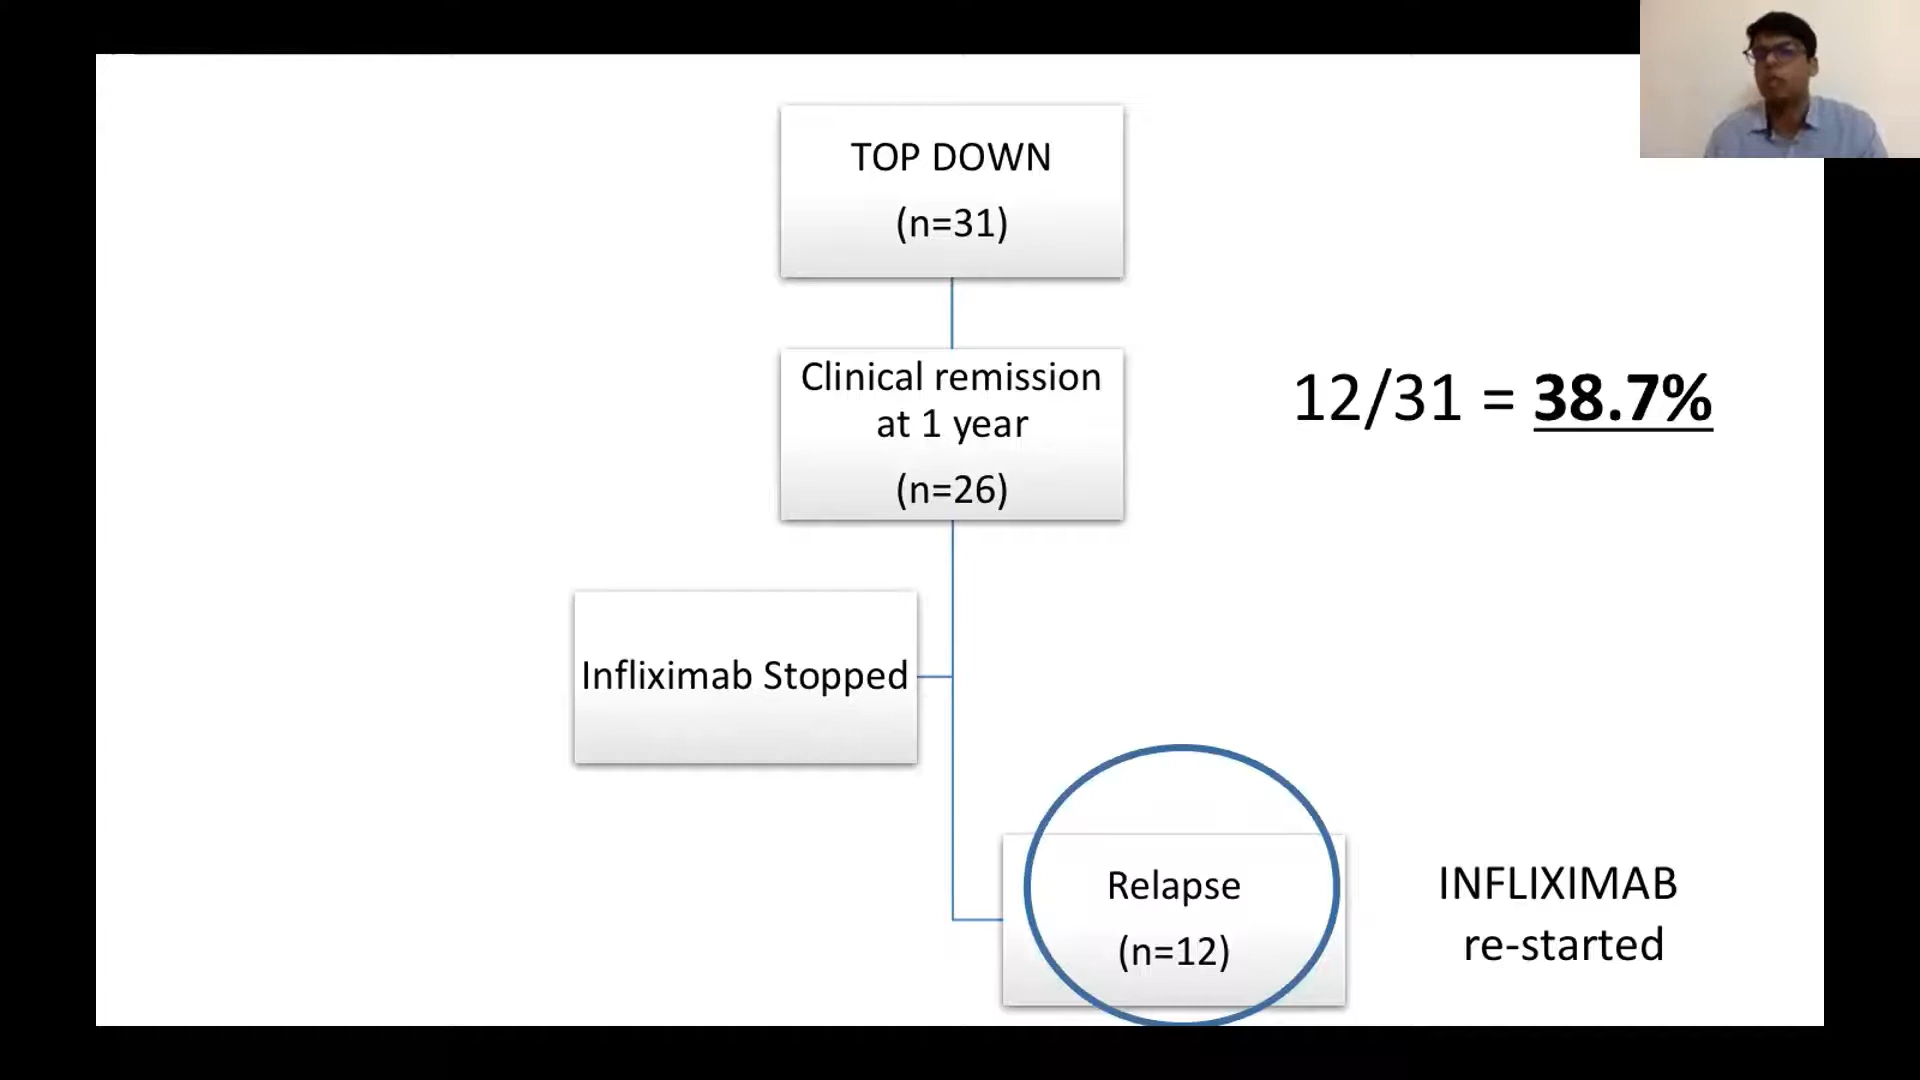 TOP DOWN
(n=31)
Clinical remission
at 1 year
(n=26)
12/31 = 38.7%
Infliximab Stopped
Relapse
(n=12)
INFLIXIMAB
re-started